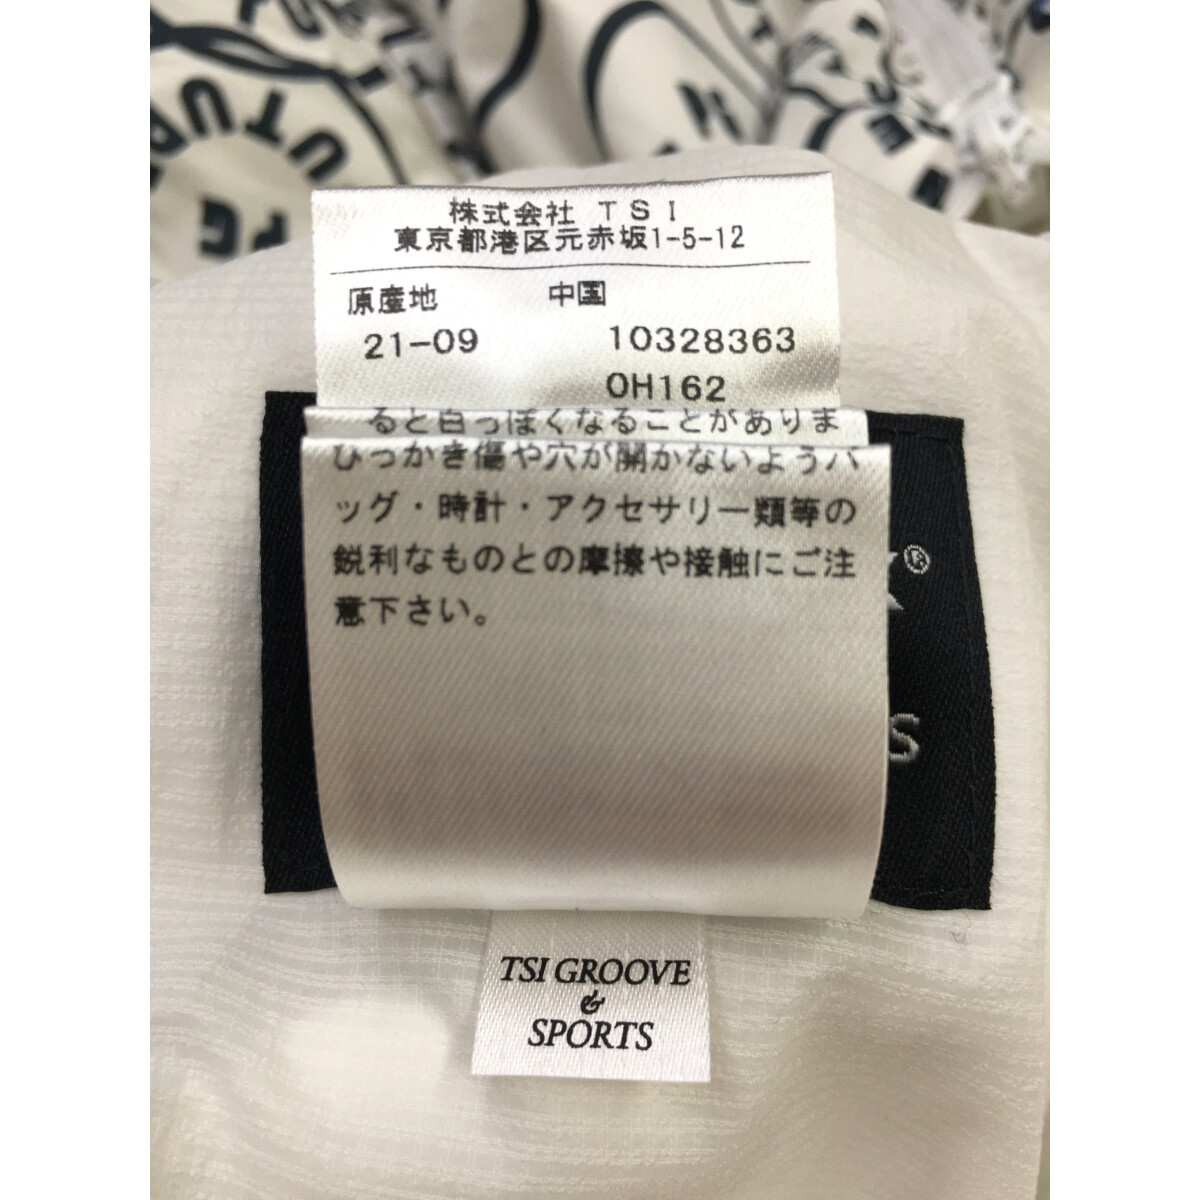 株式会社 TSI
東京都港区元赤坂1-5-12
原産地 中国
21-09 10328363
0H162
ると白っぽくなることがありま
ひっかき傷や穴が開かないようバ
ッグ・時計・アクセサリー類等の
鋭利なものとの摩擦や接触にご注
意下さい。
®
S
TSI GROOVE
&
SPORTS
PG
UTUR